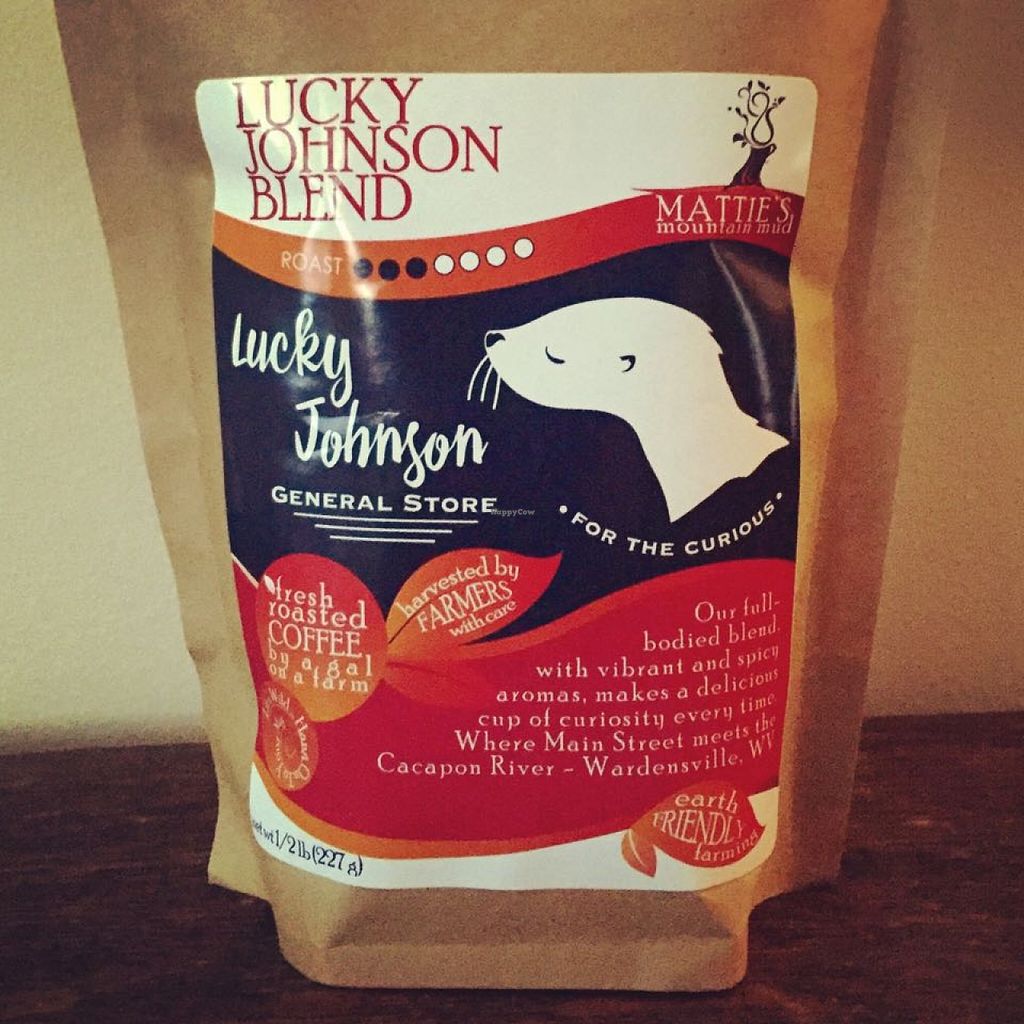 LUCKY
JOHNSON
BLEND
MATTIE'S
mountain mud
ROAST
Lucky
Johnson
GENERAL STORE
HappyCow
• FOR THE CURIOUS •
fresh
roasted
COFFEE
by a gal
on a farm
harvested by
FARMERS
with care
Our full-
bodied blend,
with vibrant and spicy
aromas, makes a delicious
cup of curiosity every time.
Where Main Street meets the
Cacapon River – Wardensville, WV
Wild
earth
FRIENDLY
farming
net wt 1/2 lb (227 g)